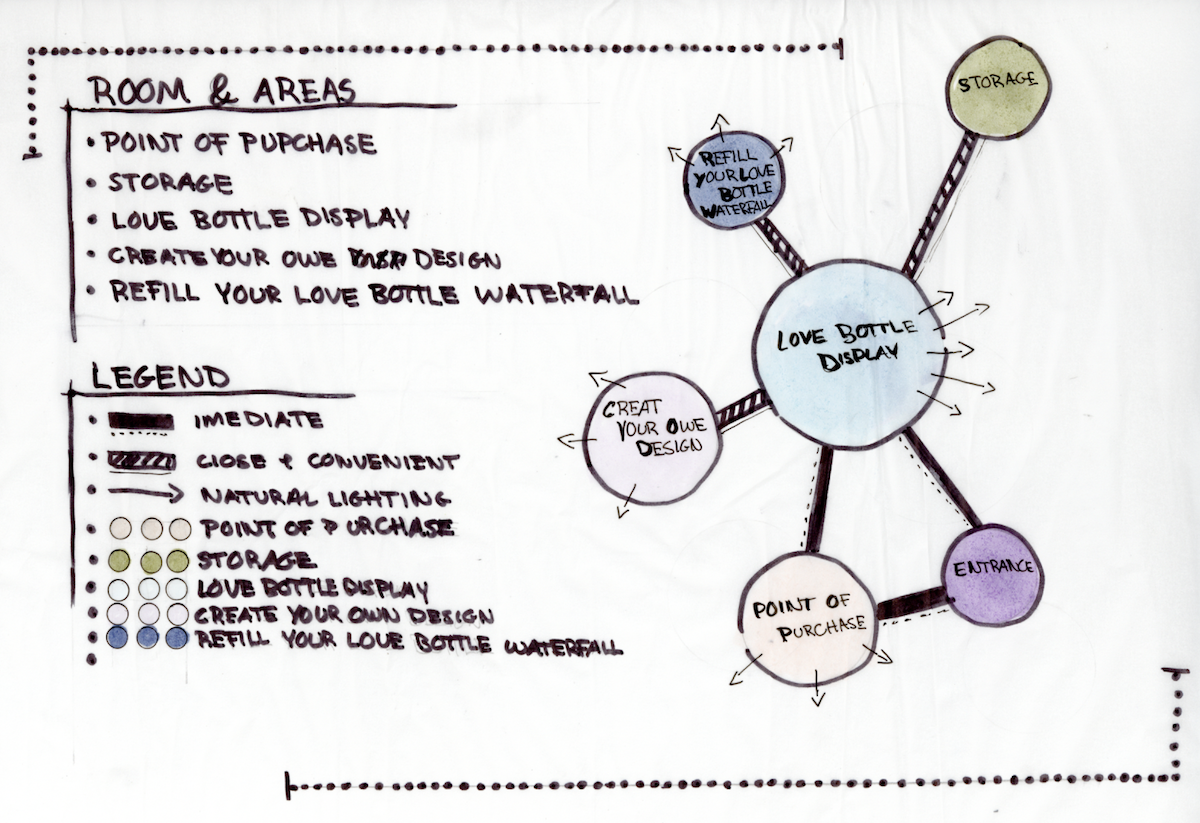 ROOM & AREAS
• POINT OF PUPCHASE
• STORAGE
• LOVE BOTTLE DISPLAY
• CREATE YOUR OWE DESIGN
• REFILL YOUR LOVE BOTTLE WATERFALL
LEGEND
• IMEDIATE
• CLOSE & CONVENIENT
• NATURAL LIGHTING
• POINT OF PURCHASE
• STORAGE
• LOVE BOTTLE DISPLAY
• CREATE YOUR OWN DESIGN
• REFILL YOUR LOVE BOTTLE WATERFALL
•
STORAGE
REFILL
YOUR LOVE
BOTTLE
WATERFALL
LOVE BOTTLE
DISPLAY
CREAT
YOUR OWE
DESIGN
ENTRANCE
POINT OF
PURCHASE